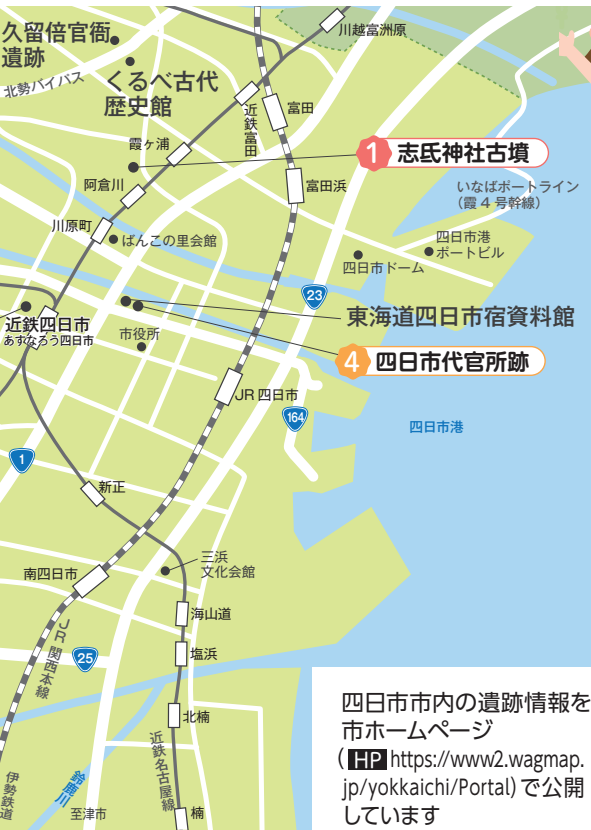 久留倍官衙
遺跡
川越富洲原
北勢バイパス
くるべ古代
歴史館
近鉄富田
富田
霞ヶ浦
1 志氐神社古墳
阿倉川
富田浜
いなばポートライン
(霞4号幹線)
川原町
ばんこの里会館
四日市港
ポートビル
四日市ドーム
23
東海道四日市宿資料館
近鉄四日市
あすなろう四日市
市役所
4 四日市代官所跡
JR四日市
164
四日市港
1
新正
三浜
文化会館
南四日市
海山道
JR関西本線
25
塩浜
北楠
近鉄名古屋線
伊勢鉄道
鈴鹿川
至津市
楠
四日市市内の遺跡情報を
市ホームページ
(HP https://www2.wagmap.
jp/yokkaichi/Portal)で公開
しています